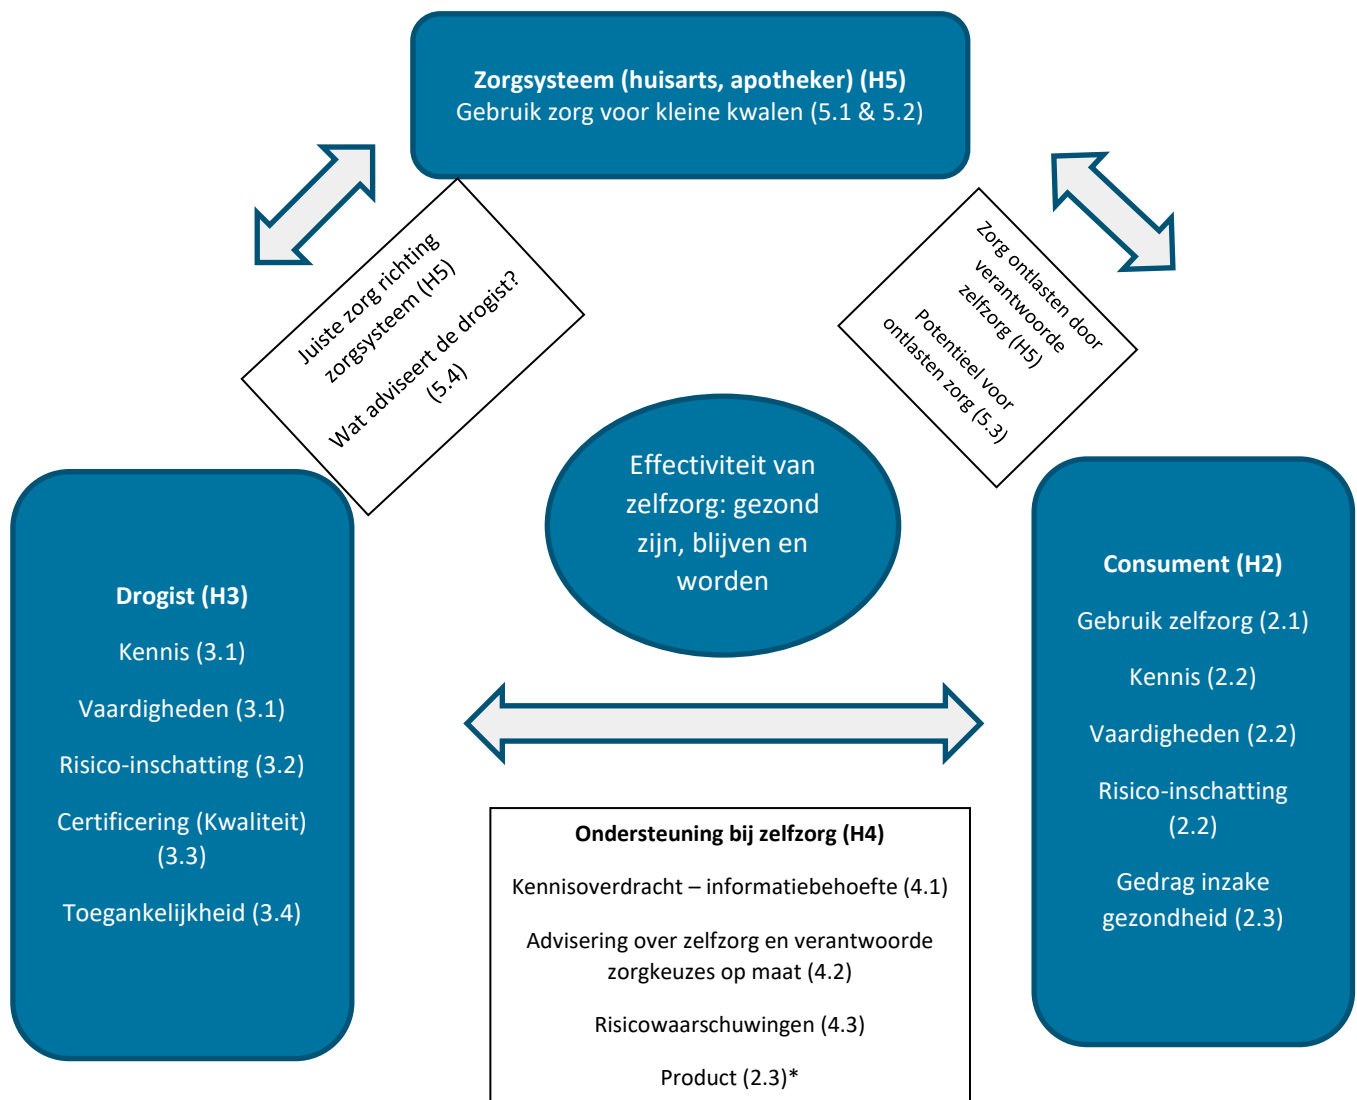 Zorgsysteem (huisarts, apotheker) (H5)
Gebruik zorg voor kleine kwalen (5.1 & 5.2)
Juiste zorg richting
zorgsysteem (H5)
Wat adviseert de drogist?
(5.4)
Zorg ontlasten door
verantwoorde
zelfzorg (H5)
Potentieel voor
ontlasten zorg (5.3)
Effectiviteit van
zelfzorg: gezond
zijn, blijven en
worden
Drogist (H3)
Kennis (3.1)
Vaardigheden (3.1)
Risico-inschatting (3.2)
Certificering (Kwaliteit)
(3.3)
Toegankelijkheid (3.4)
Consument (H2)
Gebruik zelfzorg (2.1)
Kennis (2.2)
Vaardigheden (2.2)
Risico-inschatting
(2.2)
Gedrag inzake
gezondheid (2.3)
Ondersteuning bij zelfzorg (H4)
Kennisoverdracht – informatiebehoefte (4.1)
Advisering over zelfzorg en verantwoorde
zorgkeuzes op maat (4.2)
Risicowaarschuwingen (4.3)
Product (2.3)*